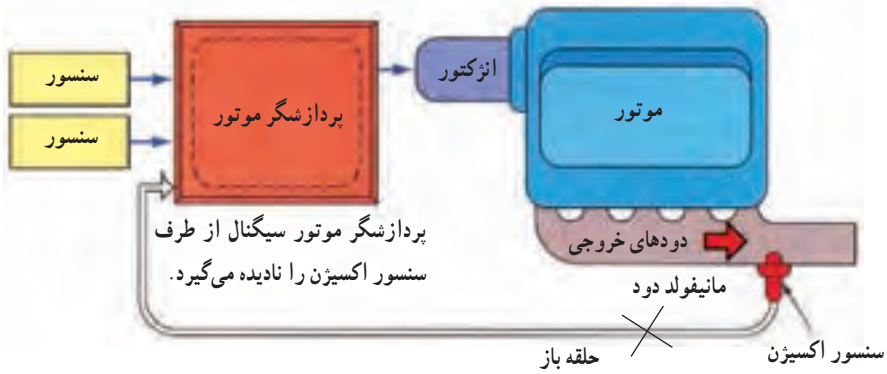 سنسور
سنسور
پردازشگر موتور
انژکتور
موتور
پردازشگر موتور سیگنال از طرف
سنسور اکسیژن را نادیده می‌گیرد.
دودهای خروجی
مانیفولد دود
سنسور اکسیژن
حلقه باز